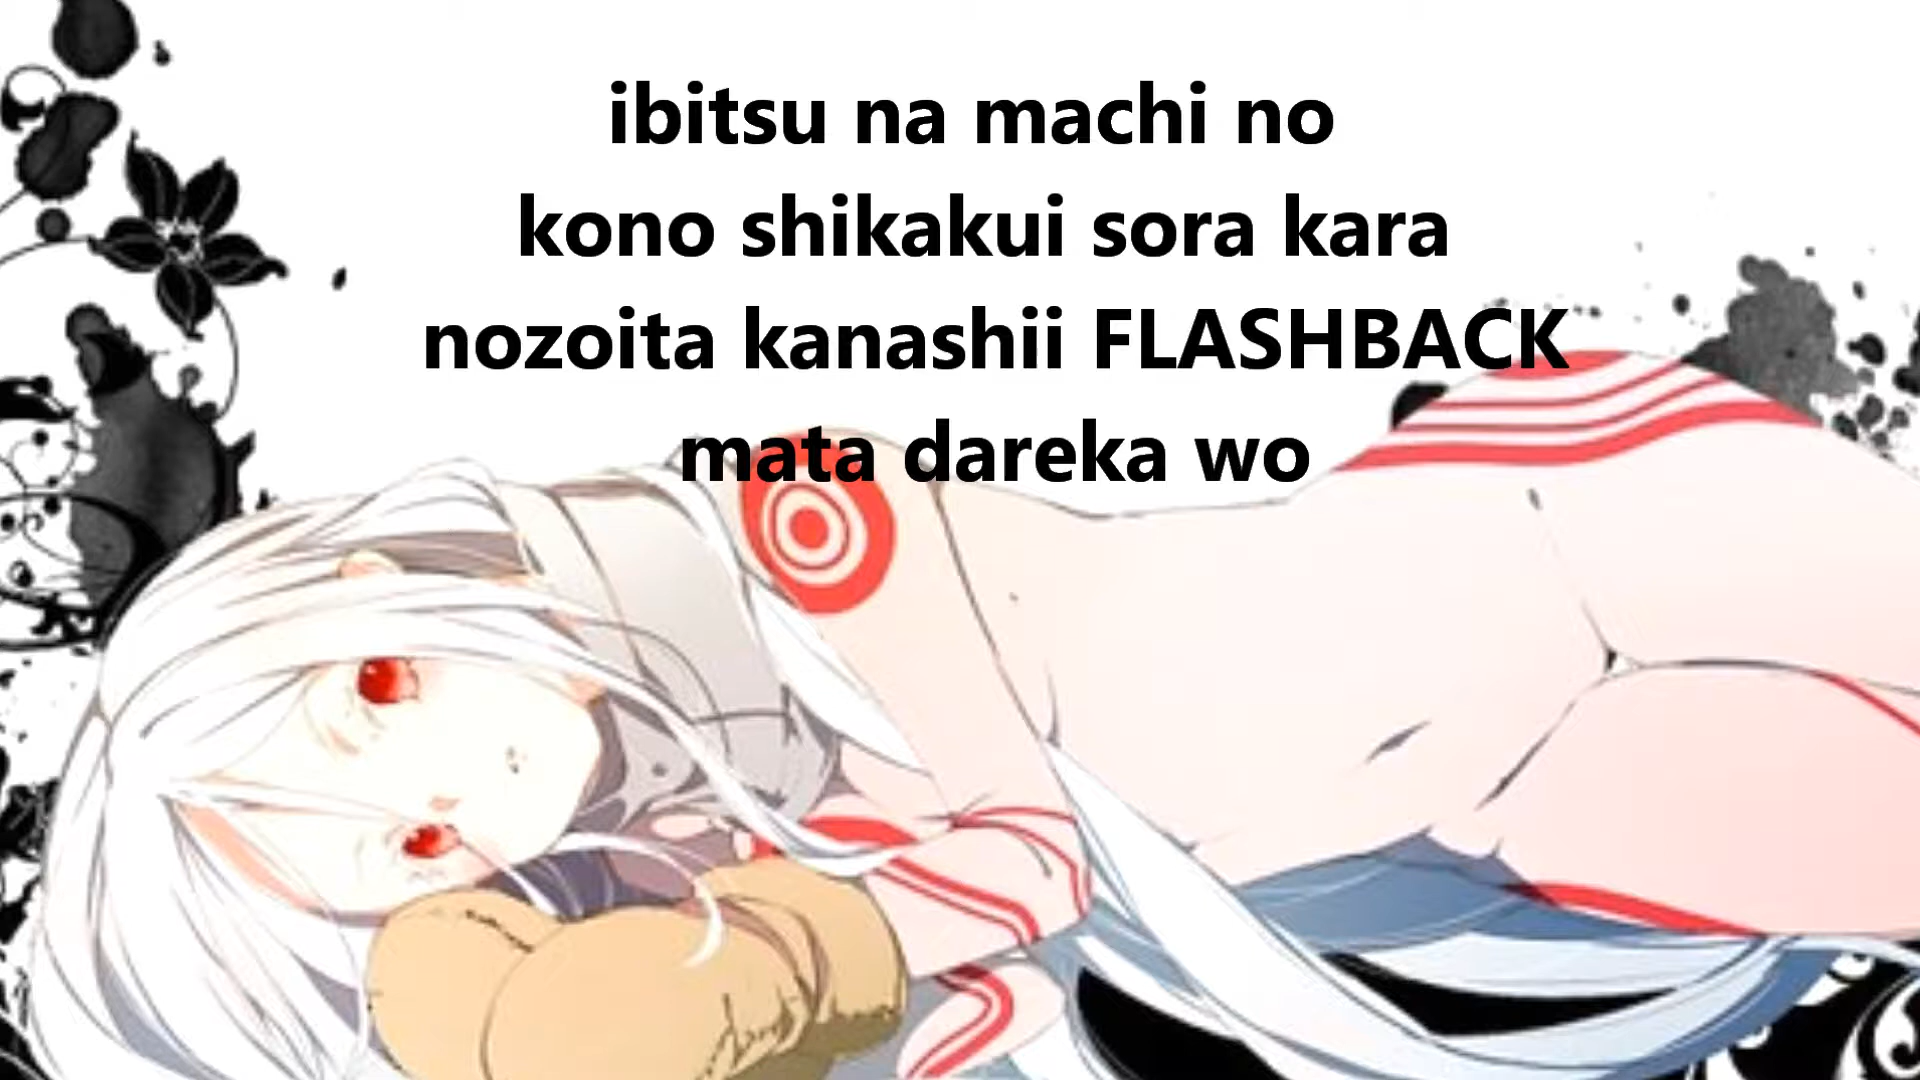 ibitsu na machi no
kono shikakui sora kara
nozoita kanashii FLASHBACK
mata dareka wo